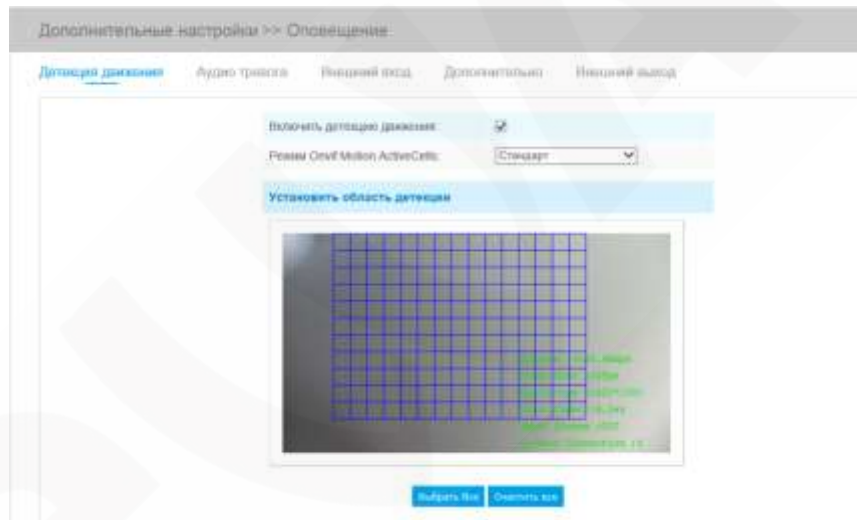 Дополнительные настройки >> Оповещение
Детекция движения Аудио тревога Внешний вход Дополнительно Внешний выход
Включить детекцию движения:
Режим Onvif Motion ActiveCells: Стандарт
Установить область детекции
Выбрать Все Очистить все